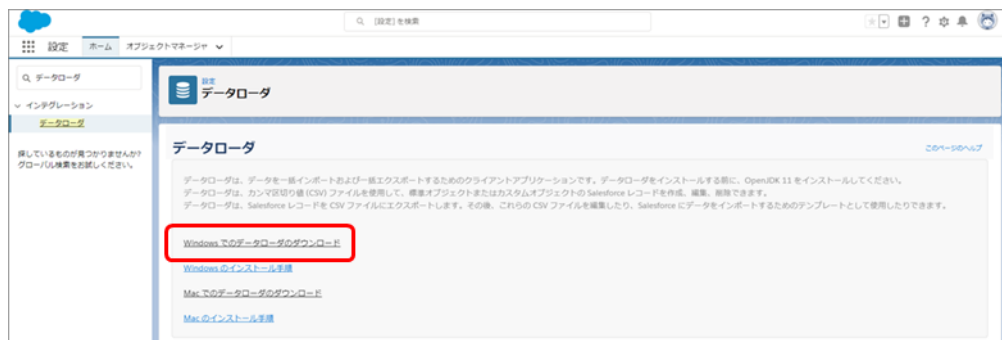 [設定] を検索
設定
ホーム
オブジェクトマネージャ
データローダ
インテグレーション
データローダ
探しているものが見つかりませんか?
グローバル検索をお試しください。
設定
データローダ
データローダ
このページのヘルプ
データローダは、データを一括インポートおよび一括エクスポートするためのクライアントアプリケーションです。データローダをインストールする前に、OpenJDK 11 をインストールしてください。
データローダは、カンマ区切り値 (CSV) ファイルを使用して、標準オブジェクトまたはカスタムオブジェクトの Salesforce レコードを作成、編集、削除できます。
データローダは、Salesforce レコードを CSV ファイルにエクスポートします。その後、これらの CSV ファイルを編集したり、Salesforce にデータをインポートするためのテンプレートとして使用したりできます。
Windows でのデータローダのダウンロード
Windows のインストール手順
Mac でのデータローダのダウンロード
Mac のインストール手順